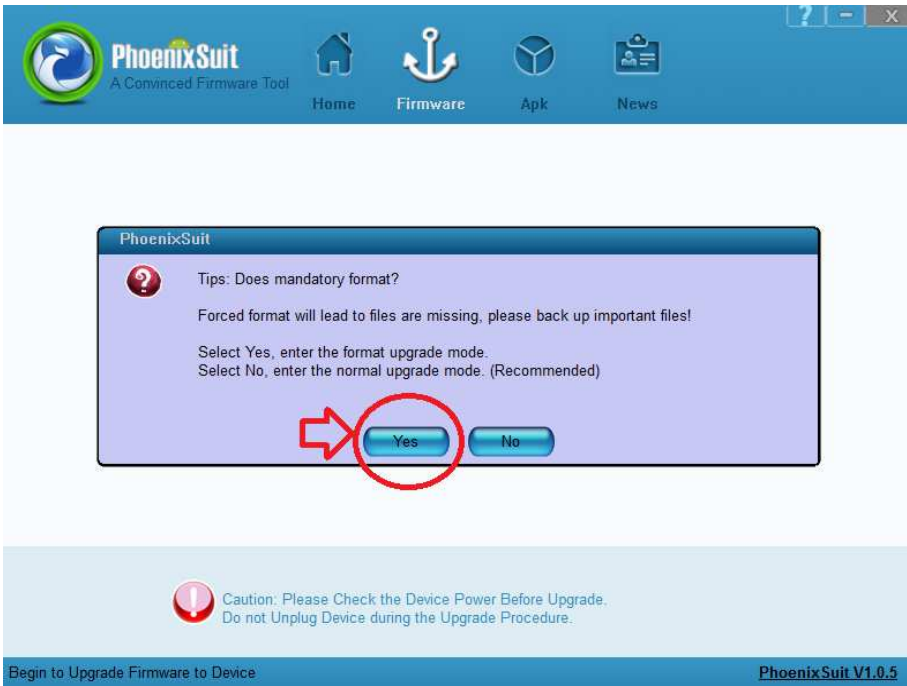 ? - X
PhoenixSuit
A Convinced Firmware Tool
Home Firmware Apk News
PhoenixSuit
?
Tips: Does mandatory format?
Forced format will lead to files are missing, please back up important files!
Select Yes, enter the format upgrade mode.
Select No, enter the normal upgrade mode. (Recommended)
Yes No
!
Caution: Please Check the Device Power Before Upgrade.
Do not Unplug Device during the Upgrade Procedure.
Begin to Upgrade Firmware to Device PhoenixSuit V1.0.5